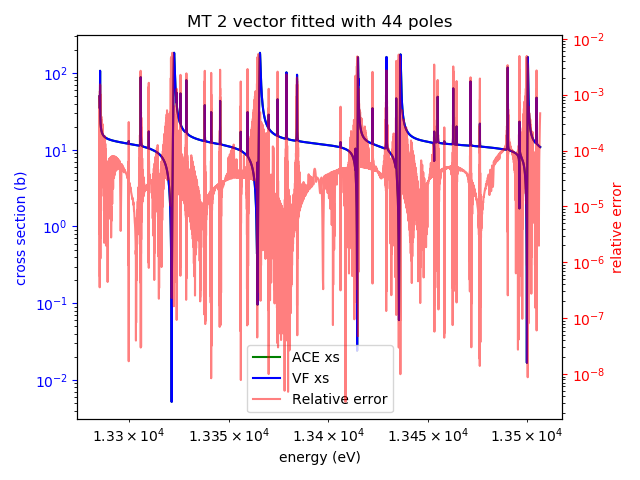 MT 2 vector fitted with 44 poles
cross section (b)
10²
10¹
10⁰
10⁻¹
10⁻²
10⁻²
10⁻³
10⁻⁴
10⁻⁵
10⁻⁶
10⁻⁷
10⁻⁸
relative error
ACE xs
VF xs
Relative error
1.33 × 10⁴ 1.335 × 10⁴ 1.34 × 10⁴ 1.345 × 10⁴ 1.35 × 10⁴
energy (eV)